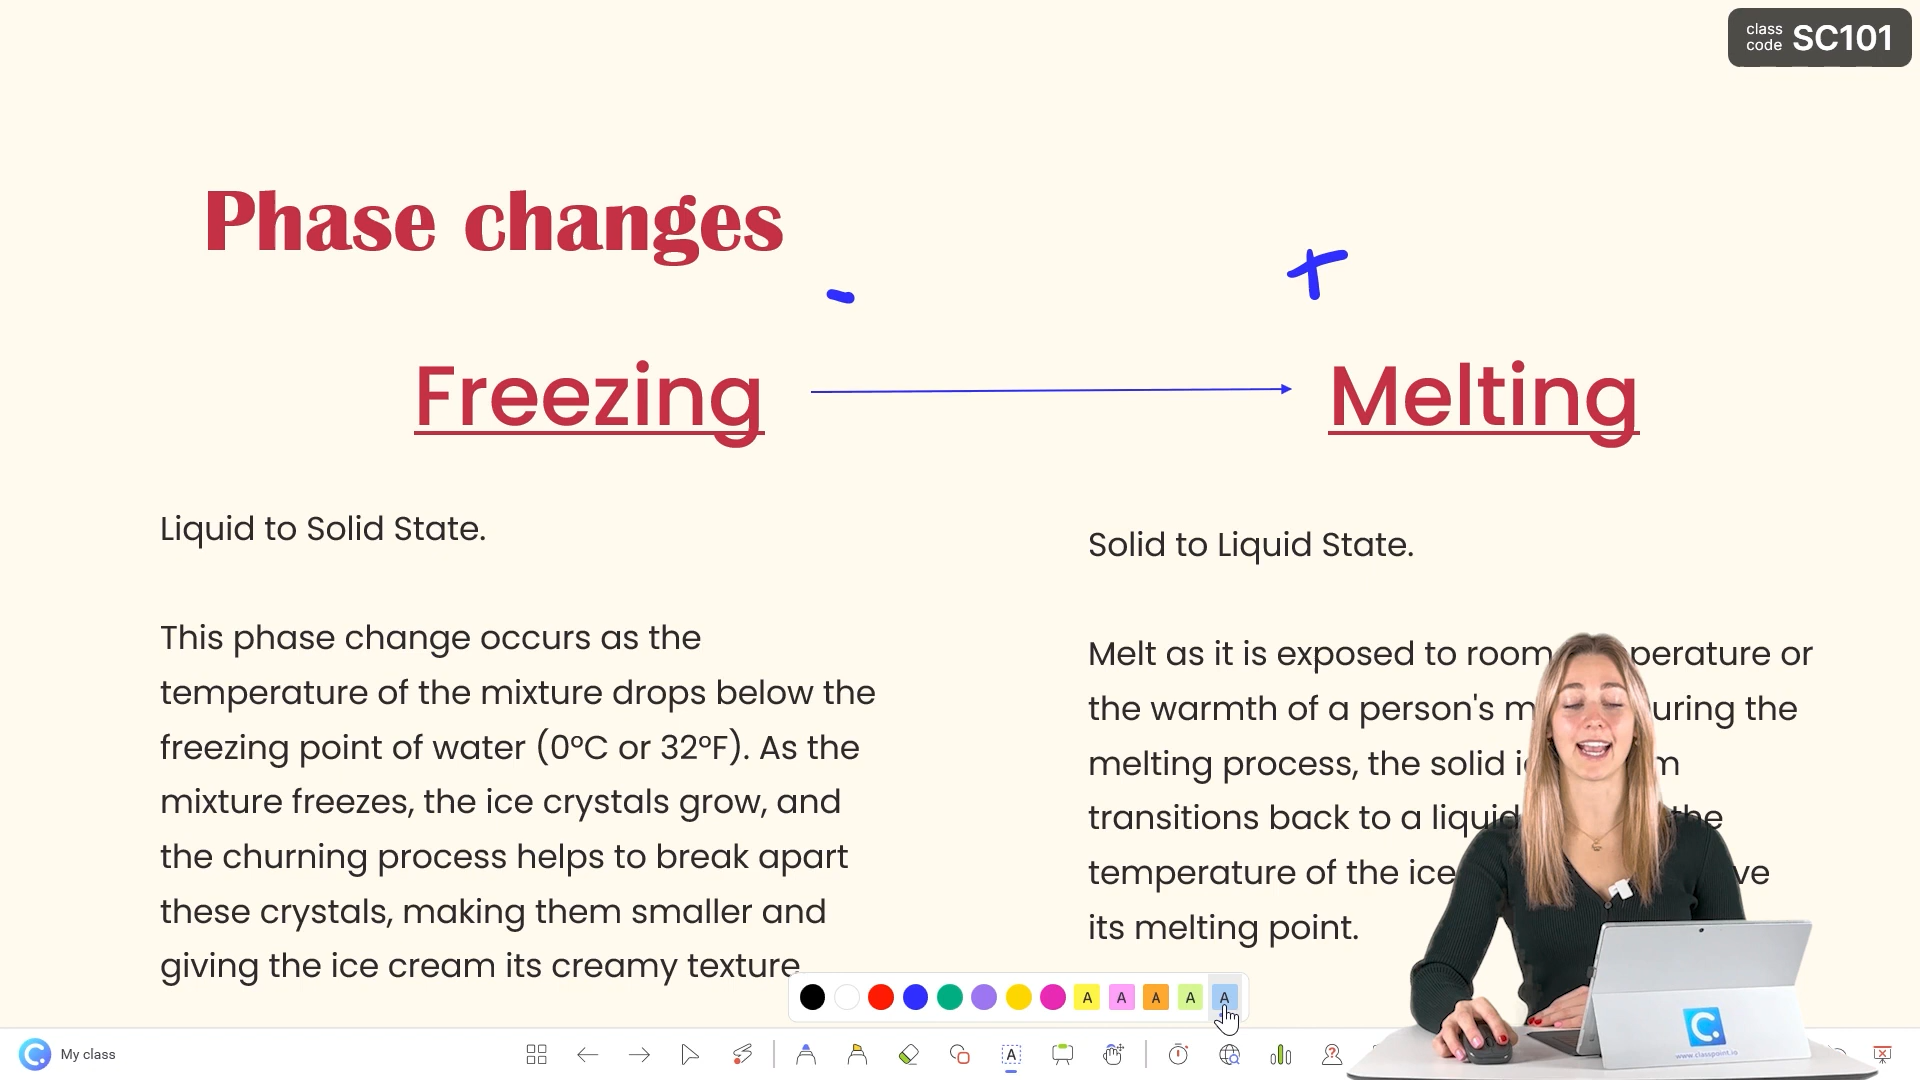 class
code SC101
Phase changes
-
+
Freezing
Melting
Liquid to Solid State.
This phase change occurs as the
temperature of the mixture drops below the
freezing point of water (0°C or 32°F). As the
mixture freezes, the ice crystals grow, and
the churning process helps to break apart
these crystals, making them smaller and
giving the ice cream its creamy texture
Solid to Liquid State.
Melt as it is exposed to room perature or
the warmth of a person's uring the
melting process, the solid
transitions back to a liquid the
temperature of the ice
its melting point.
A A A A A
My class
A
www.classpoint.io